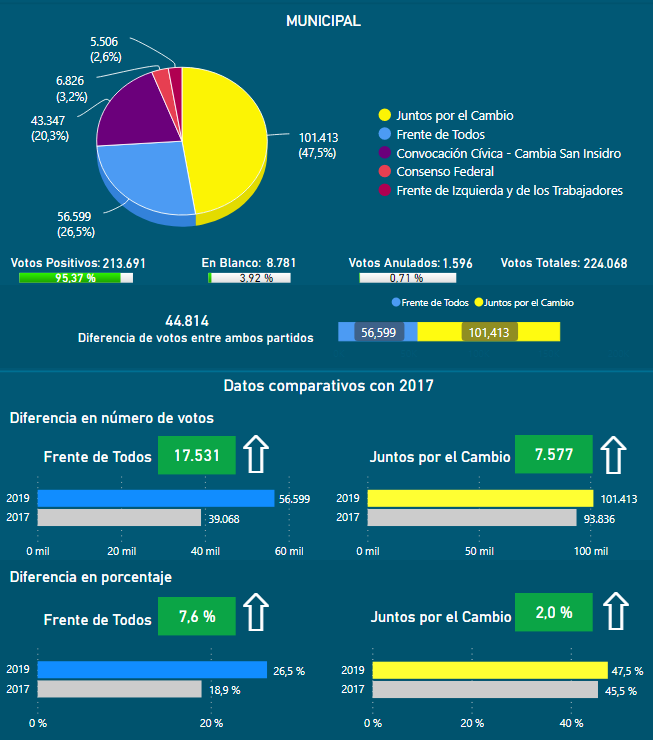 MUNICIPAL
5.506
(2,6%)
6.826
(3,2%)
43.347
(20,3%)
56.599
(26,5%)
101.413
(47,5%)
Juntos por el Cambio
Frente de Todos
Convocación Cívica - Cambia San Insidro
Consenso Federal
Frente de Izquierda y de los Trabajadores
Votos Positivos: 213.691
95,37 %
En Blanco: 8.781
3,92 %
Votos Anulados: 1.596
0,71 %
Votos Totales: 224.068
Frente de Todos Juntos por el Cambio
44.814
Diferencia de votos entre ambos partidos
56,599 101,413
Datos comparativos con 2017
Diferencia en número de votos
Frente de Todos 17.531
2019 56.599
2017 39.068
0 mil 20 mil 40 mil 60 mil
Juntos por el Cambio 7.577
2019 101.413
2017 93.836
0 mil 50 mil 100 mil
Diferencia en porcentaje
Frente de Todos 7,6 %
2019 26,5 %
2017 18,9 %
0 % 20 %
Juntos por el Cambio 2,0 %
2019 47,5 %
2017 45,5 %
0 % 20 % 40 %